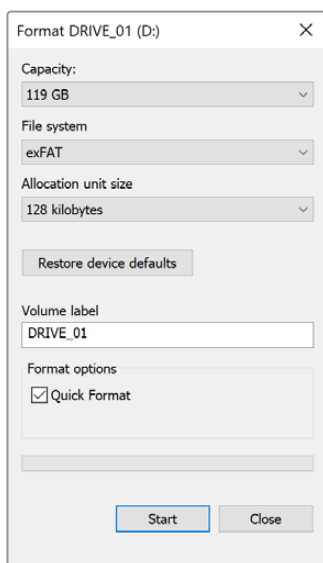 Format DRIVE_01 (D:)
Capacity:
119 GB
File system
exFAT
Allocation unit size
128 kilobytes
Restore device defaults
Volume label
DRIVE_01
Format options
Quick Format
Start Close